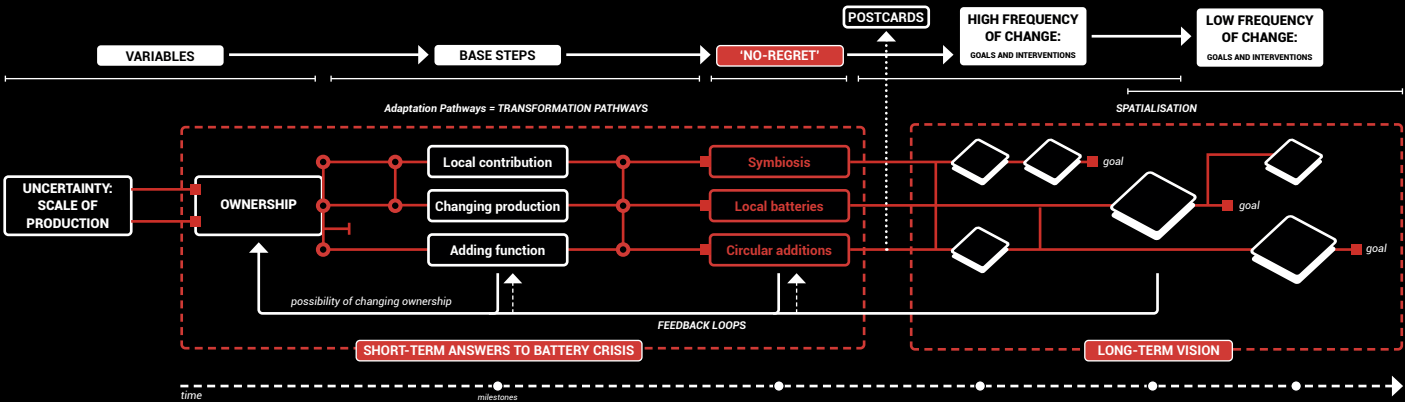 POSTCARDS
HIGH FREQUENCY
OF CHANGE:
GOALS AND INTERVENTIONS
LOW FREQUENCY
OF CHANGE:
GOALS AND INTERVENTIONS
VARIABLES
BASE STEPS
'NO-REGRET'
Adaptation Pathways = TRANSFORMATION PATHWAYS
SPATIALISATION
UNCERTAINTY:
SCALE OF
PRODUCTION
OWNERSHIP
Local contribution
Changing production
Adding function
Symbiosis
Local batteries
Circular additions
goal
goal
goal
possibility of changing ownership
FEEDBACK LOOPS
SHORT-TERM ANSWERS TO BATTERY CRISIS
LONG-TERM VISION
time
milestones